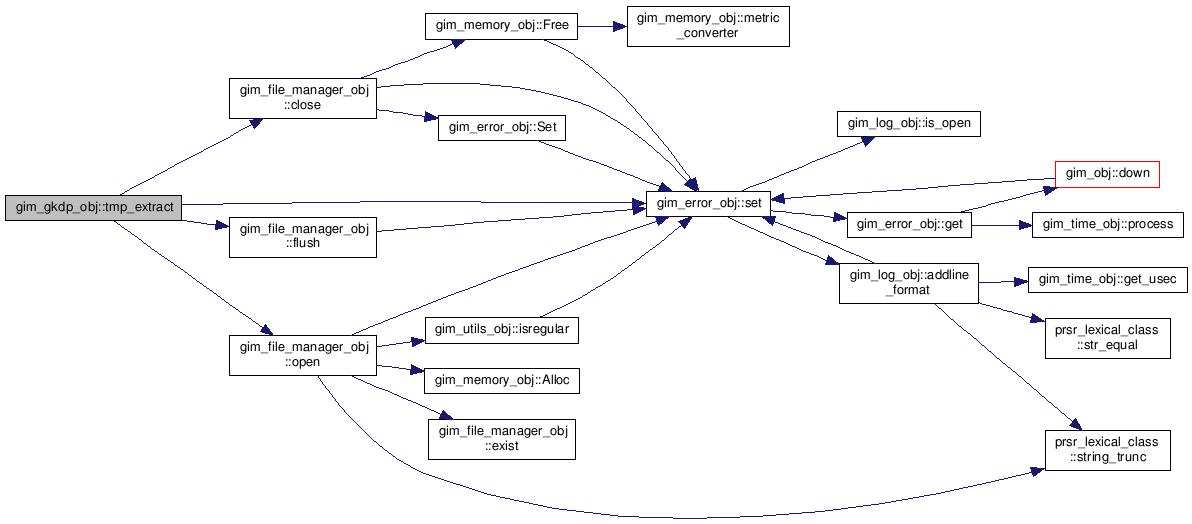 gim_memory_obj::Free
gim_memory_obj::metric
_converter
gim_file_manager_obj
::close
gim_error_obj::Set
gim_log_obj::is_open
gim_obj::down
gim_gkdp_obj::tmp_extract
gim_error_obj::set
gim_file_manager_obj
::flush
gim_error_obj::get
gim_time_obj::process
gim_log_obj::addline
_format
gim_time_obj::get_usec
gim_file_manager_obj
::open
gim_utils_obj::isregular
prsr_lexical_class
::str_equal
gim_memory_obj::Alloc
gim_file_manager_obj
::exist
prsr_lexical_class
::string_trunc